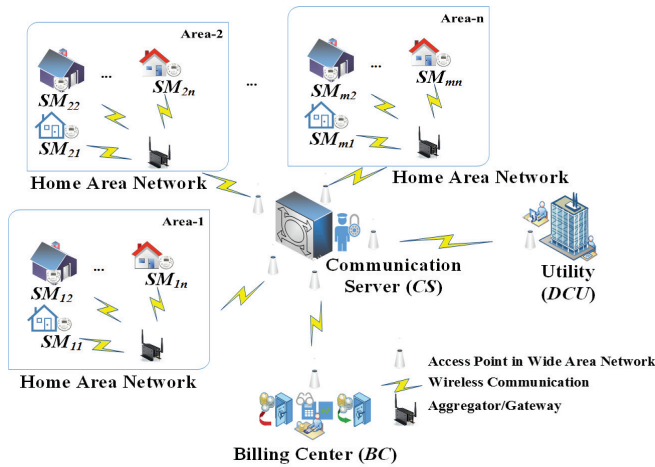 Area-2
...
SM22
SM2n
SM21
Home Area Network
...
Area-n
...
SMm2
SMmn
SMm1
Home Area Network
Area-1
...
SM12
SM1n
SM11
Home Area Network
Communication
Server (CS)
Utility
(DCU)
Billing Center (BC)
Access Point in Wide Area Network
Wireless Communication
Aggregator/Gateway